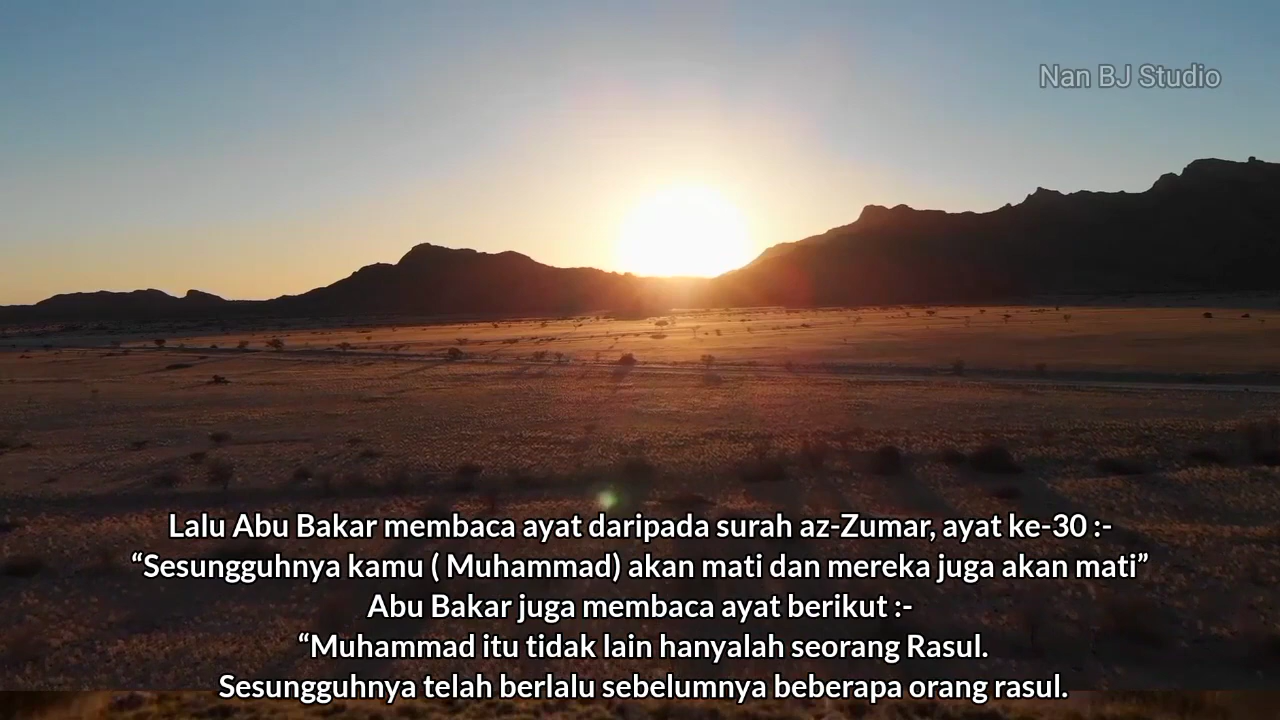 Nan BJ Studio
Lalu Abu Bakar membaca ayat daripada surah az-Zumar, ayat ke-30 :-
“Sesungguhnya kamu ( Muhammad) akan mati dan mereka juga akan mati”
Abu Bakar juga membaca ayat berikut :-
“Muhammad itu tidak lain hanyalah seorang Rasul.
Sesungguhnya telah berlalu sebelumnya beberapa orang rasul.